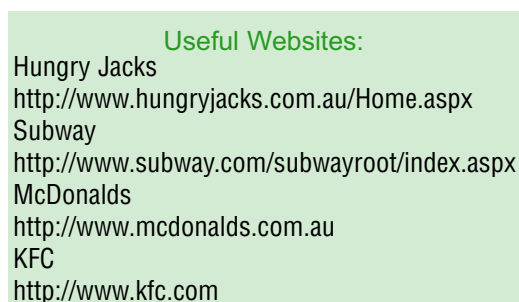 Useful Websites:
Hungry Jacks
http://www.hungryjacks.com.au/Home.aspx
Subway
http://www.subway.com/subwayroot/index.aspx
McDonalds
http://www.mcdonalds.com.au
KFC
http://www.kfc.com